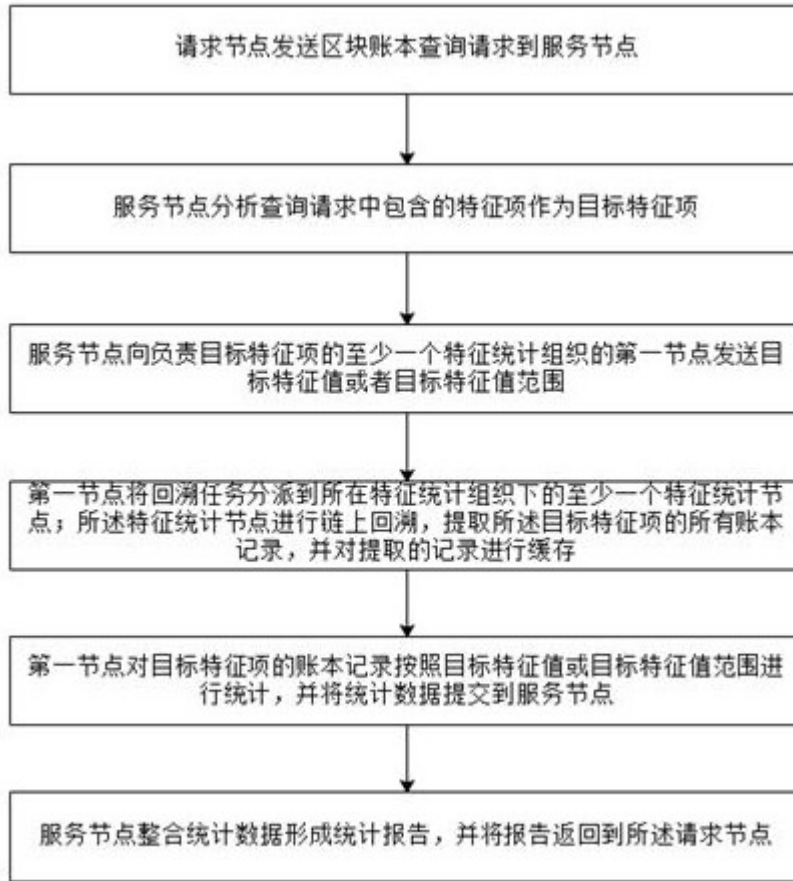 请求节点发送区块账本查询请求到服务节点
服务节点分析查询请求中包含的特征项作为目标特征项
服务节点向负责目标特征项的至少一个特征统计组织的第一节点发送目
标特征值或者目标特征值范围
第一节点将回溯任务分派到所在特征统计组织下的至少一个特征统计节
点；所述特征统计节点进行链上回溯，提取所述目标特征项的所有账本
记录，并对提取的记录进行缓存
第一节点对目标特征项的账本记录按照目标特征值或目标特征值范围进
行统计，并将统计数据提交到服务节点
服务节点整合统计数据形成统计报告，并将报告返回到所述请求节点